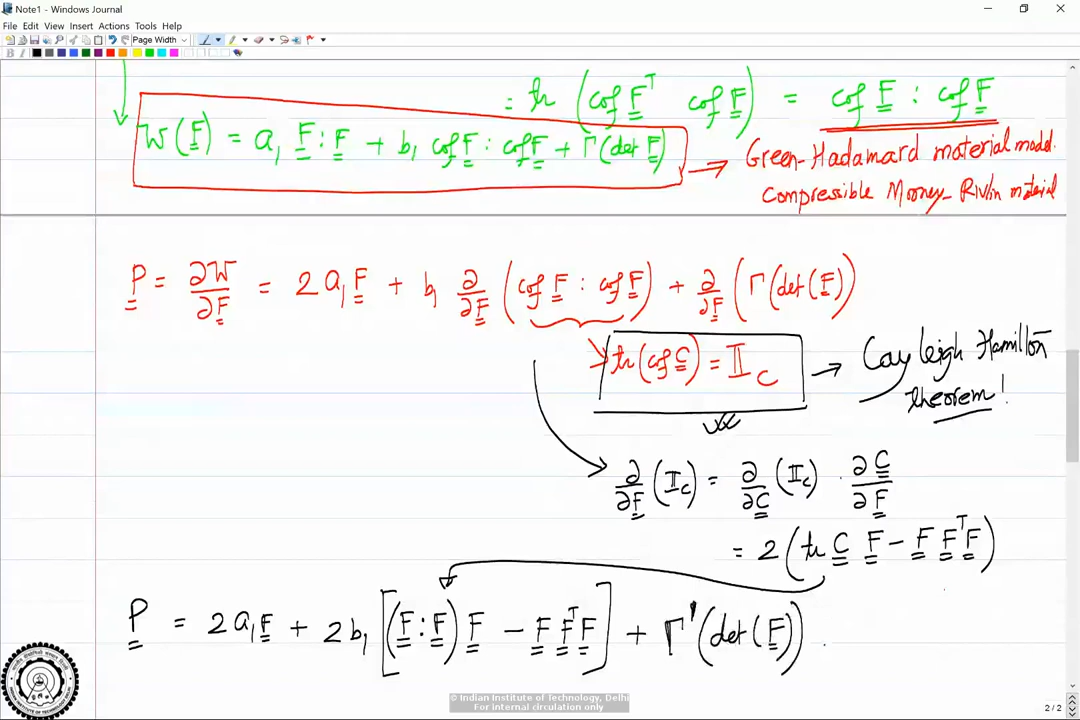 Note1 - Windows Journal
File Edit View Insert Actions Tools Help
Page Width
B I
= tr (cof F^T cof F) = cof F : cof F
W(F) = a₁ F : F + b₁ cof F : cof F + Γ(det F) → Green-Hadamard material model.
Compressible Mooney-Rivlin material
P = ∂W/∂F = 2a₁F + b₁ ∂/∂F (cof F : cof F) + ∂/∂F (Γ(det(F))
tr(cof C) = II_C → Cayleigh Hamilton
theorem!
∂/∂F (II_C) = ∂/∂C (II_C) · ∂C/∂F
= 2(tr C F - F F^T F)
P = 2a₁F + 2b₁ [(F : F) F - F F^T F] + Γ'(det(F)) .
© Indian Institute of Technology, Delhi
For internal circulation only
2 / 2